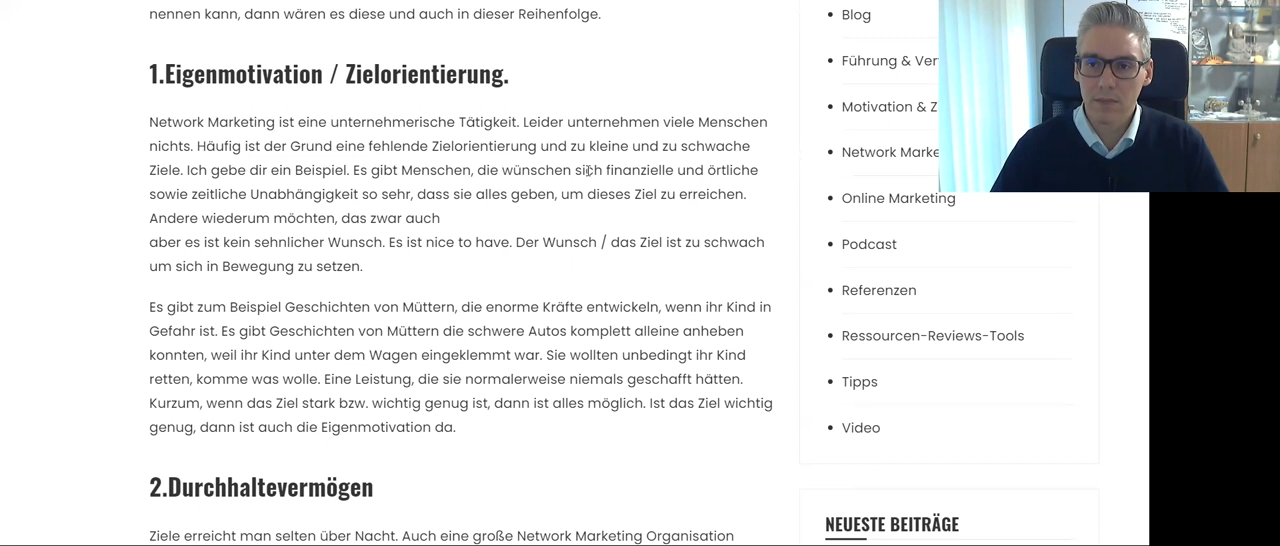 nennen kann, dann wären es diese und auch in dieser Reihenfolge.
1.Eigenmotivation / Zielorientierung.
Network Marketing ist eine unternehmerische Tätigkeit. Leider unternehmen viele Menschen
nichts. Häufig ist der Grund eine fehlende Zielorientierung und zu kleine und zu schwache
Ziele. Ich gebe dir ein Beispiel. Es gibt Menschen, die wünschen sich finanzielle und örtliche
sowie zeitliche Unabhängigkeit so sehr, dass sie alles geben, um dieses Ziel zu erreichen.
Andere wiederum möchten, das zwar auch
aber es ist kein sehnlicher Wunsch. Es ist nice to have. Der Wunsch / das Ziel ist zu schwach
um sich in Bewegung zu setzen.
Es gibt zum Beispiel Geschichten von Müttern, die enorme Kräfte entwickeln, wenn ihr Kind in
Gefahr ist. Es gibt Geschichten von Müttern die schwere Autos komplett alleine anheben
konnten, weil ihr Kind unter dem Wagen eingeklemmt war. Sie wollten unbedingt ihr Kind
retten, komme was wolle. Eine Leistung, die sie normalerweise niemals geschafft hätten.
Kurzum, wenn das Ziel stark bzw. wichtig genug ist, dann ist alles möglich. Ist das Ziel wichtig
genug, dann ist auch die Eigenmotivation da.
2.Durchhaltevermögen
Ziele erreicht man selten über Nacht. Auch eine große Network Marketing Organisation
Blog
Führung & Ver
Motivation & Z
Network Marke
Online Marketing
Podcast
Referenzen
Ressourcen-Reviews-Tools
Tipps
Video
NEUESTE BEITRÄGE